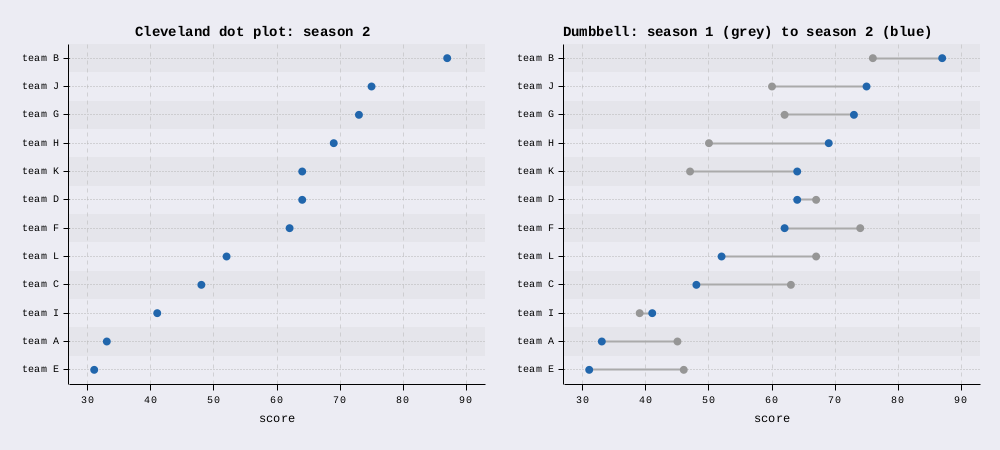 Cleveland dot plot: season 2
team B
team J
team G
team H
team K
team D
team F
team L
team C
team I
team A
team E
30 40 50 60 70 80 90
score
Dumbbell: season 1 (grey) to season 2 (blue)
team B
team J
team G
team H
team K
team D
team F
team L
team C
team I
team A
team E
30 40 50 60 70 80 90
score